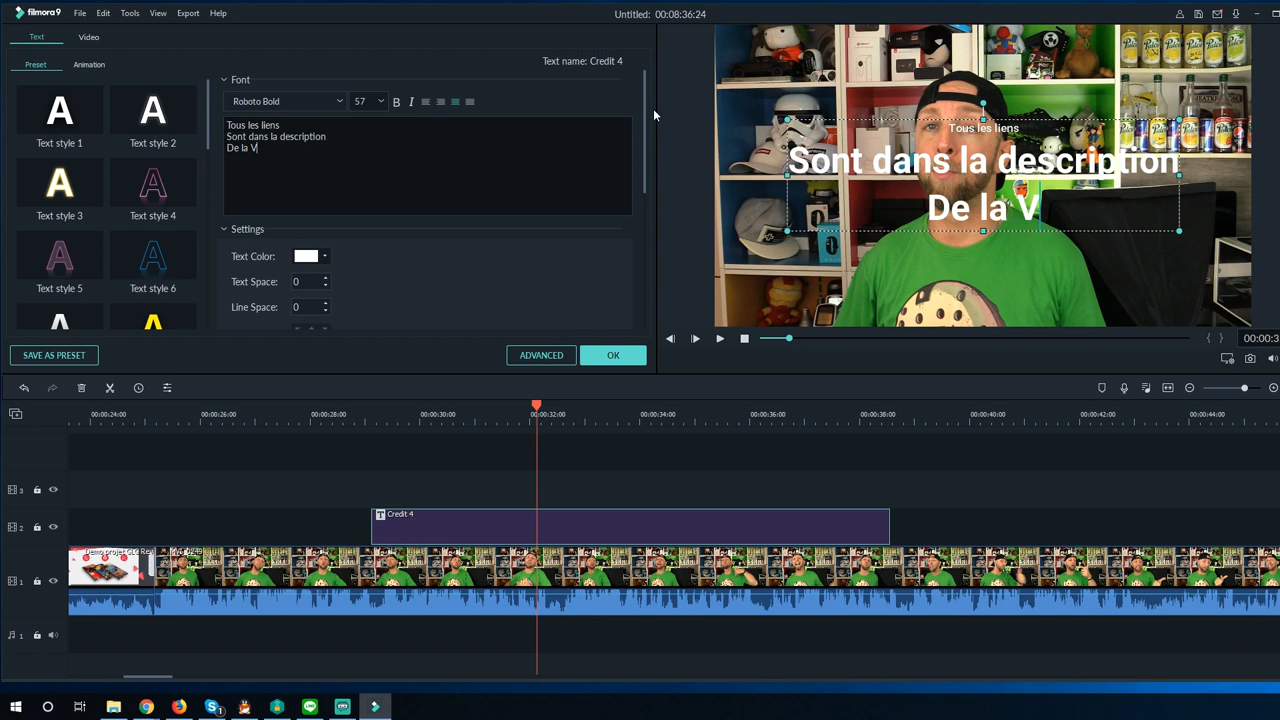 filmora9 File Edit Tools View Export Help Untitled: 00:08:36:24
Text Video
Preset Animation
Text name: Credit 4
Font
Roboto Bold 57 B I
Tous les liens
Sont dans la description
De la V
A A
Text style 1 Text style 2
A A
Text style 3 Text style 4
A A
Text style 5 Text style 6
A A
Settings
Text Color:
Text Space: 0
Line Space: 0
SAVE AS PRESET ADVANCED OK
Tous les liens
Sont dans la description
De la V
00:00:3
00:00:24:00 00:00:26:00 00:00:28:00 00:00:30:00 00:00:32:00 00:00:34:00 00:00:36:00 00:00:38:00 00:00:40:00 00:00:42:00 00:00:44:00
3
2
T Credit 4
1
1